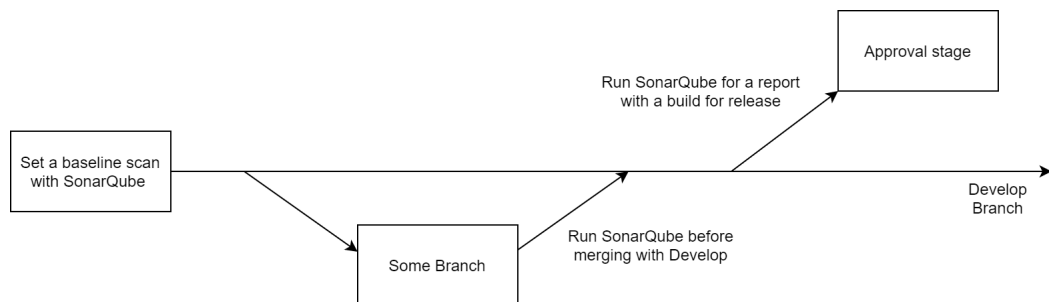 Approval stage
Run SonarQube for a report
with a build for release
Set a baseline scan
with SonarQube
Develop
Branch
Some Branch
Run SonarQube before
merging with Develop